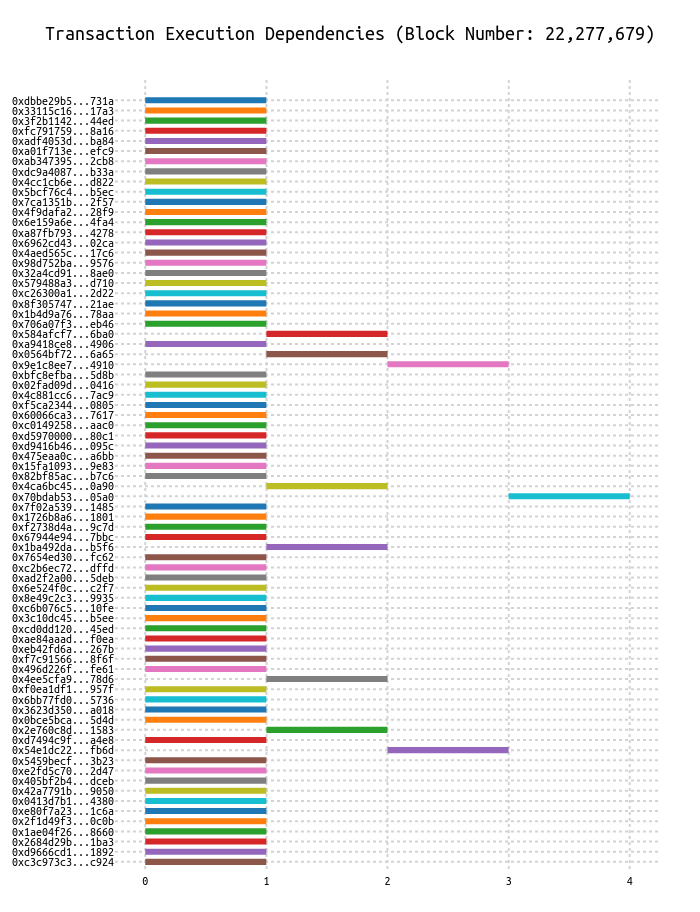 Transaction Execution Dependencies (Block Number: 22,277,679)
0xdbbe29b5...731a
0x33115c16...17a3
0x3f2b1142...44ed
0xfc791759...8a16
0xadf4053d...ba84
0xa01f713e...efc9
0xab347395...2cb8
0xdc9a4087...b33a
0x4cc1cb6e...d822
0x5bcf76c4...b5ec
0x7ca1351b...2f57
0x4f9dafa2...28f9
0x6e159a6e...4fa4
0xa87fb793...4278
0x6962cd43...02ca
0x4aed565c...17c6
0x98d752ba...9576
0x32a4cd91...8ae0
0x579488a3...d710
0xc26300a1...2d22
0x8f305747...21ae
0x1b4d9a76...78aa
0x706a07f3...eb46
0x584afcf7...6ba0
0xa9418ce8...4906
0x0564bf72...6a65
0x9e1c8ee7...4910
0xbfc8efba...5d8b
0x02fad09d...0416
0x4c881cc6...7ac9
0xf5ca2344...0805
0x60066ca3...7617
0xc0149258...aac0
0xd5970000...80c1
0xd9416b46...095c
0x475eaa0c...a6bb
0x15fa1093...9e83
0x82bf85ac...b7c6
0x4ca6bc45...0a90
0x70bdab53...05a0
0x7f02a539...1485
0x1726b8a6...1801
0xf2738d4a...9c7d
0x67944e94...7bbc
0x1ba492da...b5f6
0x7654ed30...fc62
0xc2b6ec72...dffd
0xad2f2a00...5deb
0x6e524f0c...c2f7
0x8e49c2c3...9935
0xc6b076c5...10fe
0x3c10dc45...b5ee
0xcd0dd120...45ed
0xae84aaad...f0ea
0xeb42fd6a...267b
0xf7c91566...8f6f
0x496d226f...fe61
0x4ee5cfa9...78d6
0xf0ea1df1...957f
0x6bb77fd0...5736
0x3623d350...a018
0x0bce5bca...5d4d
0x2e760c8d...1583
0xd7494c9f...a4e8
0x54e1dc22...fb6d
0x5459becf...3b23
0xe2fd5c70...2d47
0x405bf2b4...dceb
0x42a7791b...9050
0x0413d7b1...4380
0xe80f7a23...1c6a
0x2f1d49f3...0c0b
0x1ae04f26...8660
0x2684d29b...1ba3
0xd9666cd1...1892
0xc3c973c3...c924
0 1 2 3 4